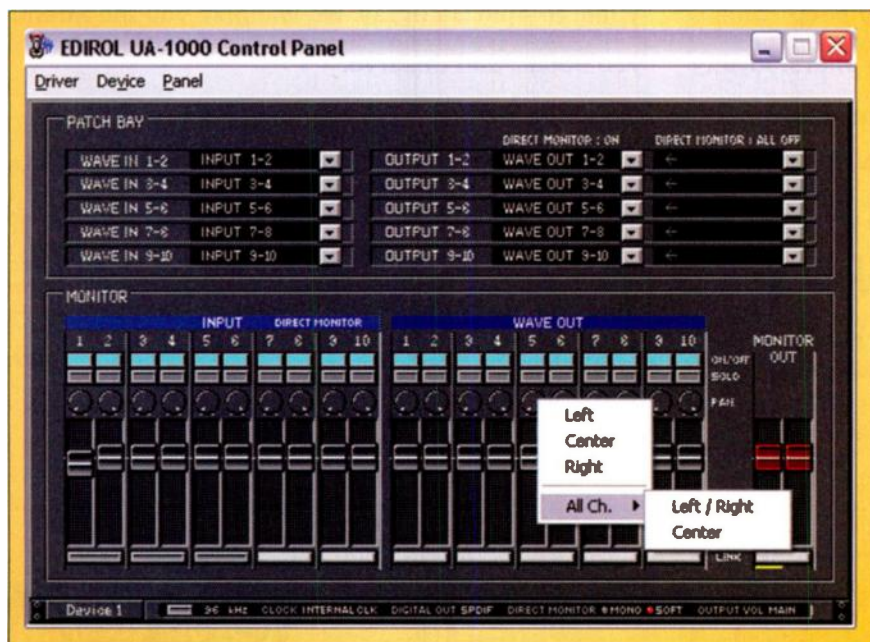 EDIROL UA-1000 Control Panel
Driver Device Panel
PATCH BAY
DIRECT MONITOR : ON DIRECT MONITOR : ALL OFF
WAVE IN 1-2 INPUT 1-2 OUTPUT 1-2 WAVE OUT 1-2 ←
WAVE IN 3-4 INPUT 3-4 OUTPUT 3-4 WAVE OUT 3-4 ←
WAVE IN 5-6 INPUT 5-6 OUTPUT 5-6 WAVE OUT 5-6 ←
WAVE IN 7-8 INPUT 7-8 OUTPUT 7-8 WAVE OUT 7-8 ←
WAVE IN 9-10 INPUT 9-10 OUTPUT 9-10 WAVE OUT 9-10 ←
MONITOR
INPUT DIRECT MONITOR WAVE OUT
1 2 3 4 5 6 7 8 9 10 1 2 3 4 5 6 7 8 9 10 MONITOR OUT
ON/OFF
SOLO
PAN
Left
Center
Right
All Ch. Left / Right
Center
LINK
Device 1 96 kHz CLOCK INTERNAL CLK DIGITAL OUT SPDIF DIRECT MONITOR MONO SOFT OUTPUT VOL MAIN